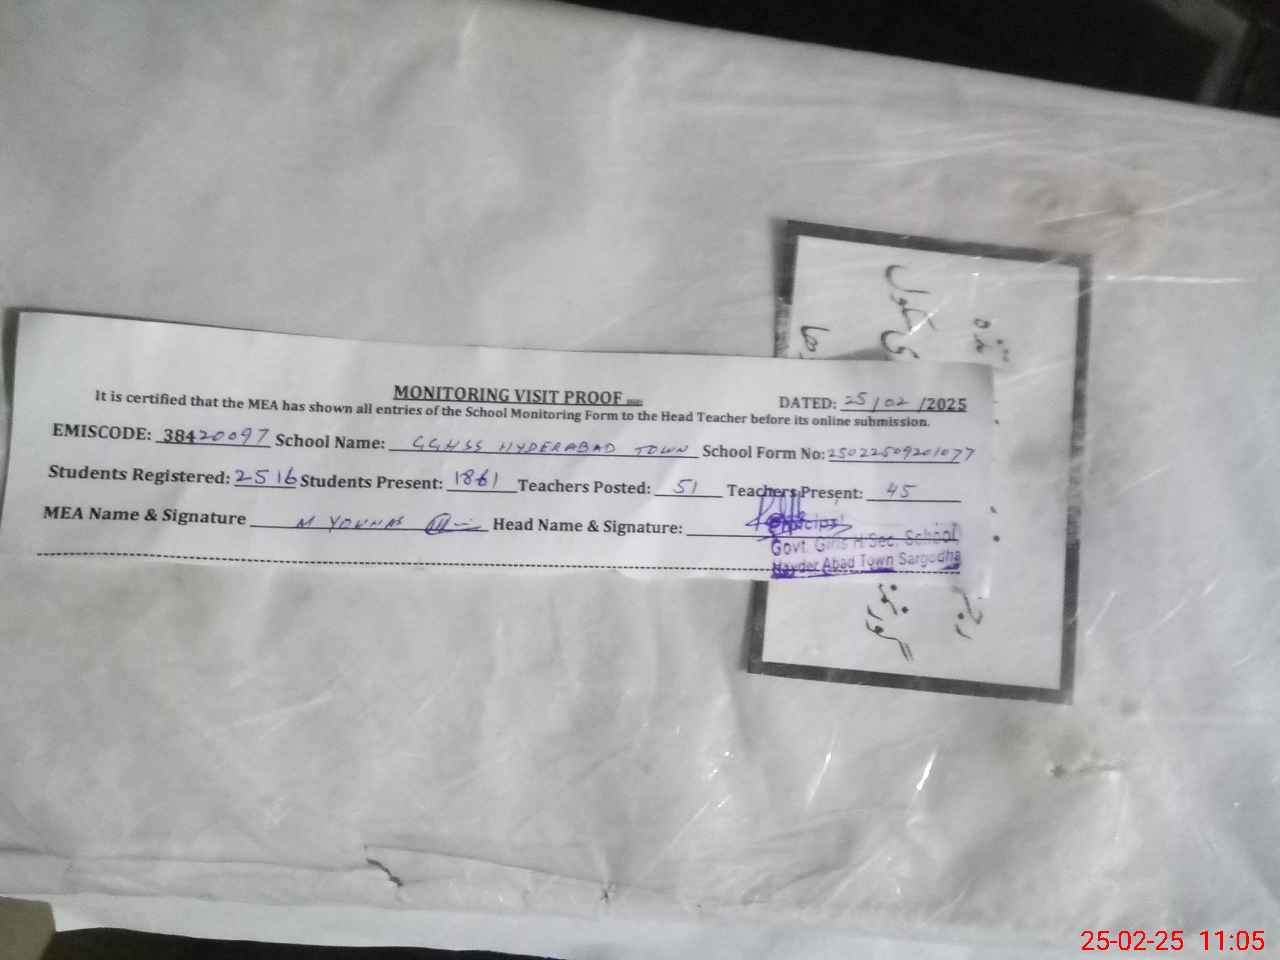 MONITORING VISIT PROOF
DATED: 25/02/2025
It is certified that the MEA has shown all entries of the School Monitoring Form to the Head Teacher before its online submission.
EMISCODE: 38420097 School Name: GGHSS HYDERABAD TOWN School Form No: 25022509201077
Students Registered: 2516 Students Present: 1861 Teachers Posted: 51 Teachers Present: 45
MEA Name & Signature M YOUNAS Head Name & Signature:
Principal
Govt. Girls H Sec. School
Hayder Abad Town Sargodha
25-02-25 11:05